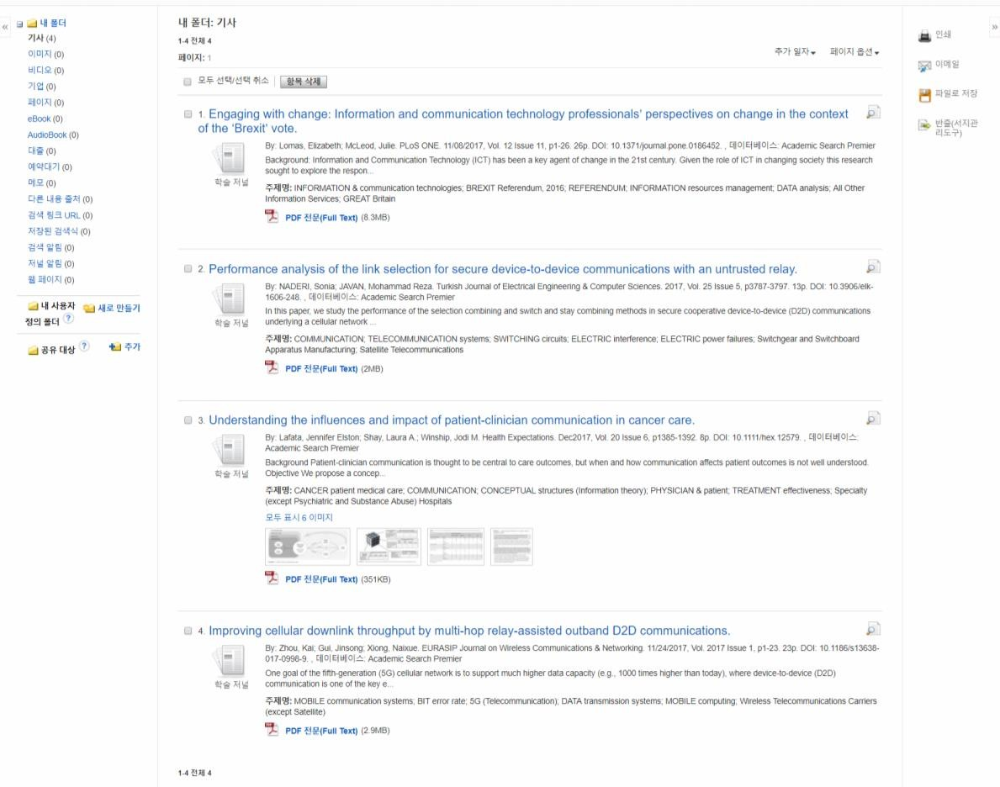 내 폴더
기사 (4)
이미지 (0)
비디오 (0)
기업 (0)
페이지 (0)
eBook (0)
AudioBook (0)
대출 (0)
예약대기 (0)
메모 (0)
다른 내용 출처 (0)
검색 링크 URL (0)
저장된 검색식 (0)
검색 알림 (0)
저널 알림 (0)
웹 페이지 (0)
내 사용자 정의 폴더 ? 새로 만들기
공유 대상 ? 추가
내 폴더: 기사
1-4 전체 4
페이지: 1
추가 일자 페이지 옵션
모두 선택/선택 취소 항목 삭제
1. Engaging with change: Information and communication technology professionals' perspectives on change in the context
of the 'Brexit' vote.
학술 저널
By: Lomas, Elizabeth; McLeod, Julie. PLoS ONE. 11/08/2017, Vol. 12 Issue 11, p1-26. 26p. DOI: 10.1371/journal.pone.0186452. , 데이터베이스: Academic Search Premier
Background: Information and Communication Technology (ICT) has been a key agent of change in the 21st century. Given the role of ICT in changing society this research
sought to explore the respon...
주제명: INFORMATION & communication technologies; BREXIT Referendum, 2016; REFERENDUM; INFORMATION resources management; DATA analysis; All Other
Information Services; GREAT Britain
PDF 전문(Full Text) (8.3MB)
2. Performance analysis of the link selection for secure device-to-device communications with an untrusted relay.
학술 저널
By: NADERI, Sonia; JAVAN, Mohammad Reza. Turkish Journal of Electrical Engineering & Computer Sciences. 2017, Vol. 25 Issue 5, p3787-3797. 13p. DOI: 10.3906/elk-
1606-248. , 데이터베이스: Academic Search Premier
In this paper, we study the performance of the selection combining and switch and stay combining methods in secure cooperative device-to-device (D2D) communications
underlying a cellular network ...
주제명: COMMUNICATION; TELECOMMUNICATION systems; SWITCHING circuits; ELECTRIC interference; ELECTRIC power failures; Switchgear and Switchboard
Apparatus Manufacturing; Satellite Telecommunications
PDF 전문(Full Text) (2MB)
3. Understanding the influences and impact of patient-clinician communication in cancer care.
학술 저널
By: Lafata, Jennifer Elston; Shay, Laura A.; Winship, Jodi M. Health Expectations. Dec2017, Vol. 20 Issue 6, p1385-1392. 8p. DOI: 10.1111/hex.12579. , 데이터베이스:
Academic Search Premier
Background Patient-clinician communication is thought to be central to care outcomes, but when and how communication affects patient outcomes is not well understood.
Objective We propose a concep...
주제명: CANCER patient medical care; COMMUNICATION; CONCEPTUAL structures (Information theory); PHYSICIAN & patient; TREATMENT effectiveness; Specialty
(except Psychiatric and Substance Abuse) Hospitals
모두 표시 6 이미지
PDF 전문(Full Text) (351KB)
4. Improving cellular downlink throughput by multi-hop relay-assisted outband D2D communications.
학술 저널
By: Zhou, Kai; Gui, Jinsong; Xiong, Naixue. EURASIP Journal on Wireless Communications & Networking. 11/24/2017, Vol. 2017 Issue 1, p1-23. 23p. DOI: 10.1186/s13638-
017-0998-9. , 데이터베이스: Academic Search Premier
One goal of the fifth-generation (5G) cellular network is to support much higher data capacity (e.g., 1000 times higher than today), where device-to-device (D2D)
communication is one of the key e...
주제명: MOBILE communication systems; BIT error rate; 5G (Telecommunication); DATA transmission systems; MOBILE computing; Wireless Telecommunications Carriers
(except Satellite)
PDF 전문(Full Text) (2.9MB)
1-4 전체 4
인쇄
이메일
파일로 저장
반출(서지관
리도구)